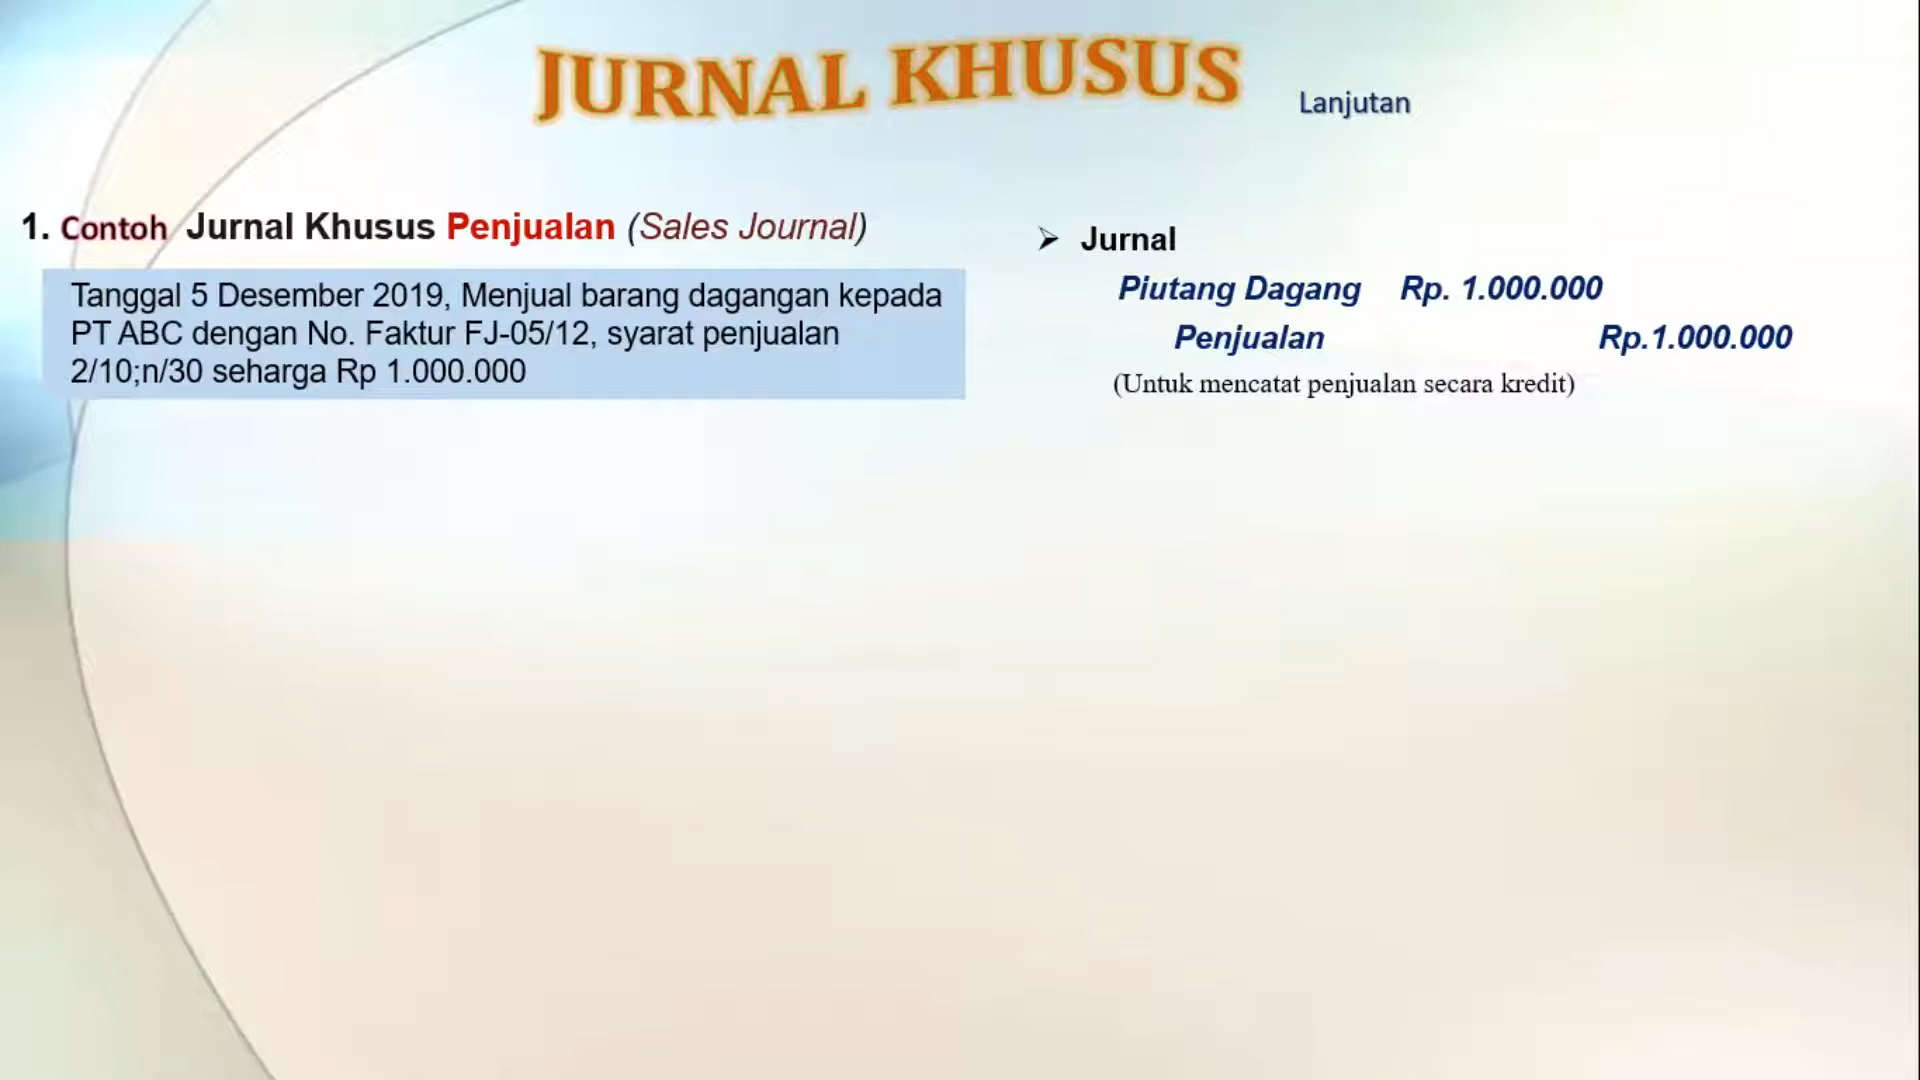 JURNAL KHUSUS
Lanjutan
1. Contoh Jurnal Khusus Penjualan (Sales Journal)
Tanggal 5 Desember 2019, Menjual barang dagangan kepada
PT ABC dengan No. Faktur FJ-05/12, syarat penjualan
2/10;n/30 seharga Rp 1.000.000
➢ Jurnal
Piutang Dagang Rp. 1.000.000
Penjualan Rp.1.000.000
(Untuk mencatat penjualan secara kredit)